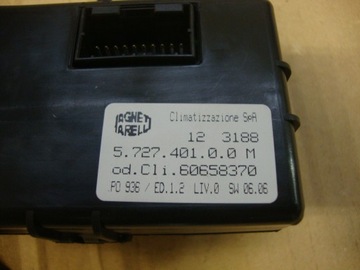 MAGNETI
MARELLI
Climatizzazione SpA
12 3188
5.727.401.0.0 M
od.Cli.60658370
PO 936 / ED.1.2 LIV.0 SW 06.06